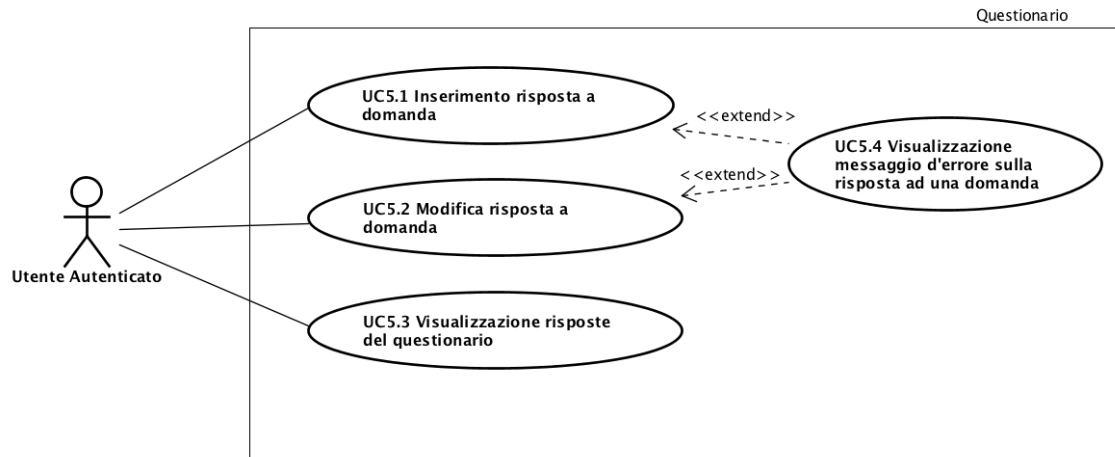 Questionario
UC5.1 Inserimento risposta a
domanda
<<extend>>
UC5.4 Visualizzazione
messaggio d'errore sulla
risposta ad una domanda
<<extend>>
UC5.2 Modifica risposta a
domanda
Utente Autenticato
UC5.3 Visualizzazione risposte
del questionario